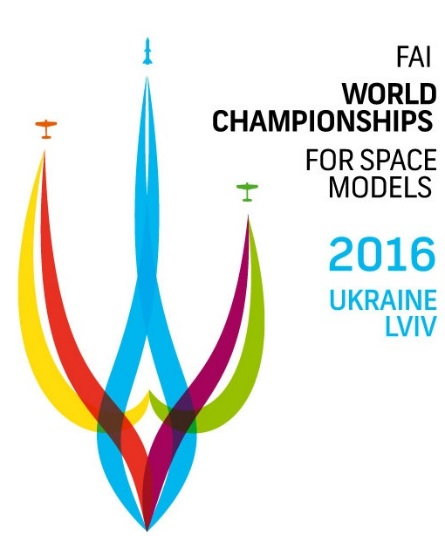 FAI
WORLD
CHAMPIONSHIPS
FOR SPACE
MODELS
2016
UKRAINE
LVIV